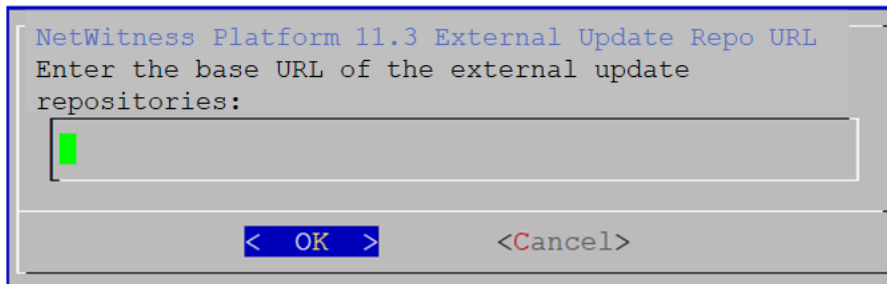 NetWitness Platform 11.3 External Update Repo URL
Enter the base URL of the external update
repositories:
<  OK  > <Cancel>